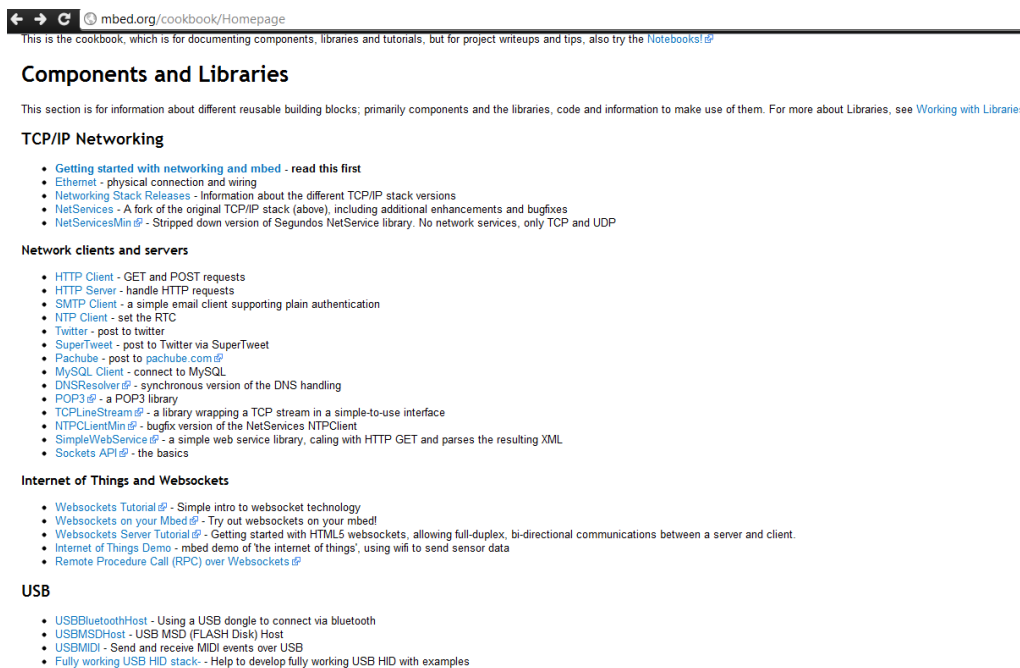 mbed.org/cookbook/Homepage
This is the cookbook, which is for documenting components, libraries and tutorials, but for project writeups and tips, also try the Notebooks!
Components and Libraries
This section is for information about different reusable building blocks; primarily components and the libraries, code and information to make use of them. For more about Libraries, see Working with Libraries
TCP/IP Networking
Getting started with networking and mbed - read this first
Ethernet - physical connection and wiring
Networking Stack Releases - Information about the different TCP/IP stack versions
NetServices - A fork of the original TCP/IP stack (above), including additional enhancements and bugfixes
NetServicesMin - Stripped down version of Segundos NetService library. No network services, only TCP and UDP
Network clients and servers
HTTP Client - GET and POST requests
HTTP Server - handle HTTP requests
SMTP Client - a simple email client supporting plain authentication
NTP Client - set the RTC
Twitter - post to twitter
SuperTweet - post to Twitter via SuperTweet
Pachube - post to pachube.com
MySQL Client - connect to MySQL
DNSResolver - synchronous version of the DNS handling
POP3 - a POP3 library
TCPLineStream - a library wrapping a TCP stream in a simple-to-use interface
NTPCLientMin - bugfix version of the NetServices NTPClient
SimpleWebService - a simple web service library, caling with HTTP GET and parses the resulting XML
Sockets API - the basics
Internet of Things and Websockets
Websockets Tutorial - Simple intro to websocket technology
Websockets on your Mbed - Try out websockets on your mbed!
Websockets Server Tutorial - Getting started with HTML5 websockets, allowing full-duplex, bi-directional communications between a server and client.
Internet of Things Demo - mbed demo of 'the internet of things', using wifi to send sensor data
Remote Procedure Call (RPC) over Websockets
USB
USBBluetoothHost - Using a USB dongle to connect via bluetooth
USBMSDHost - USB MSD (FLASH Disk) Host
USBMIDI - Send and receive MIDI events over USB
Fully working USB HID stack- - Help to develop fully working USB HID with examples